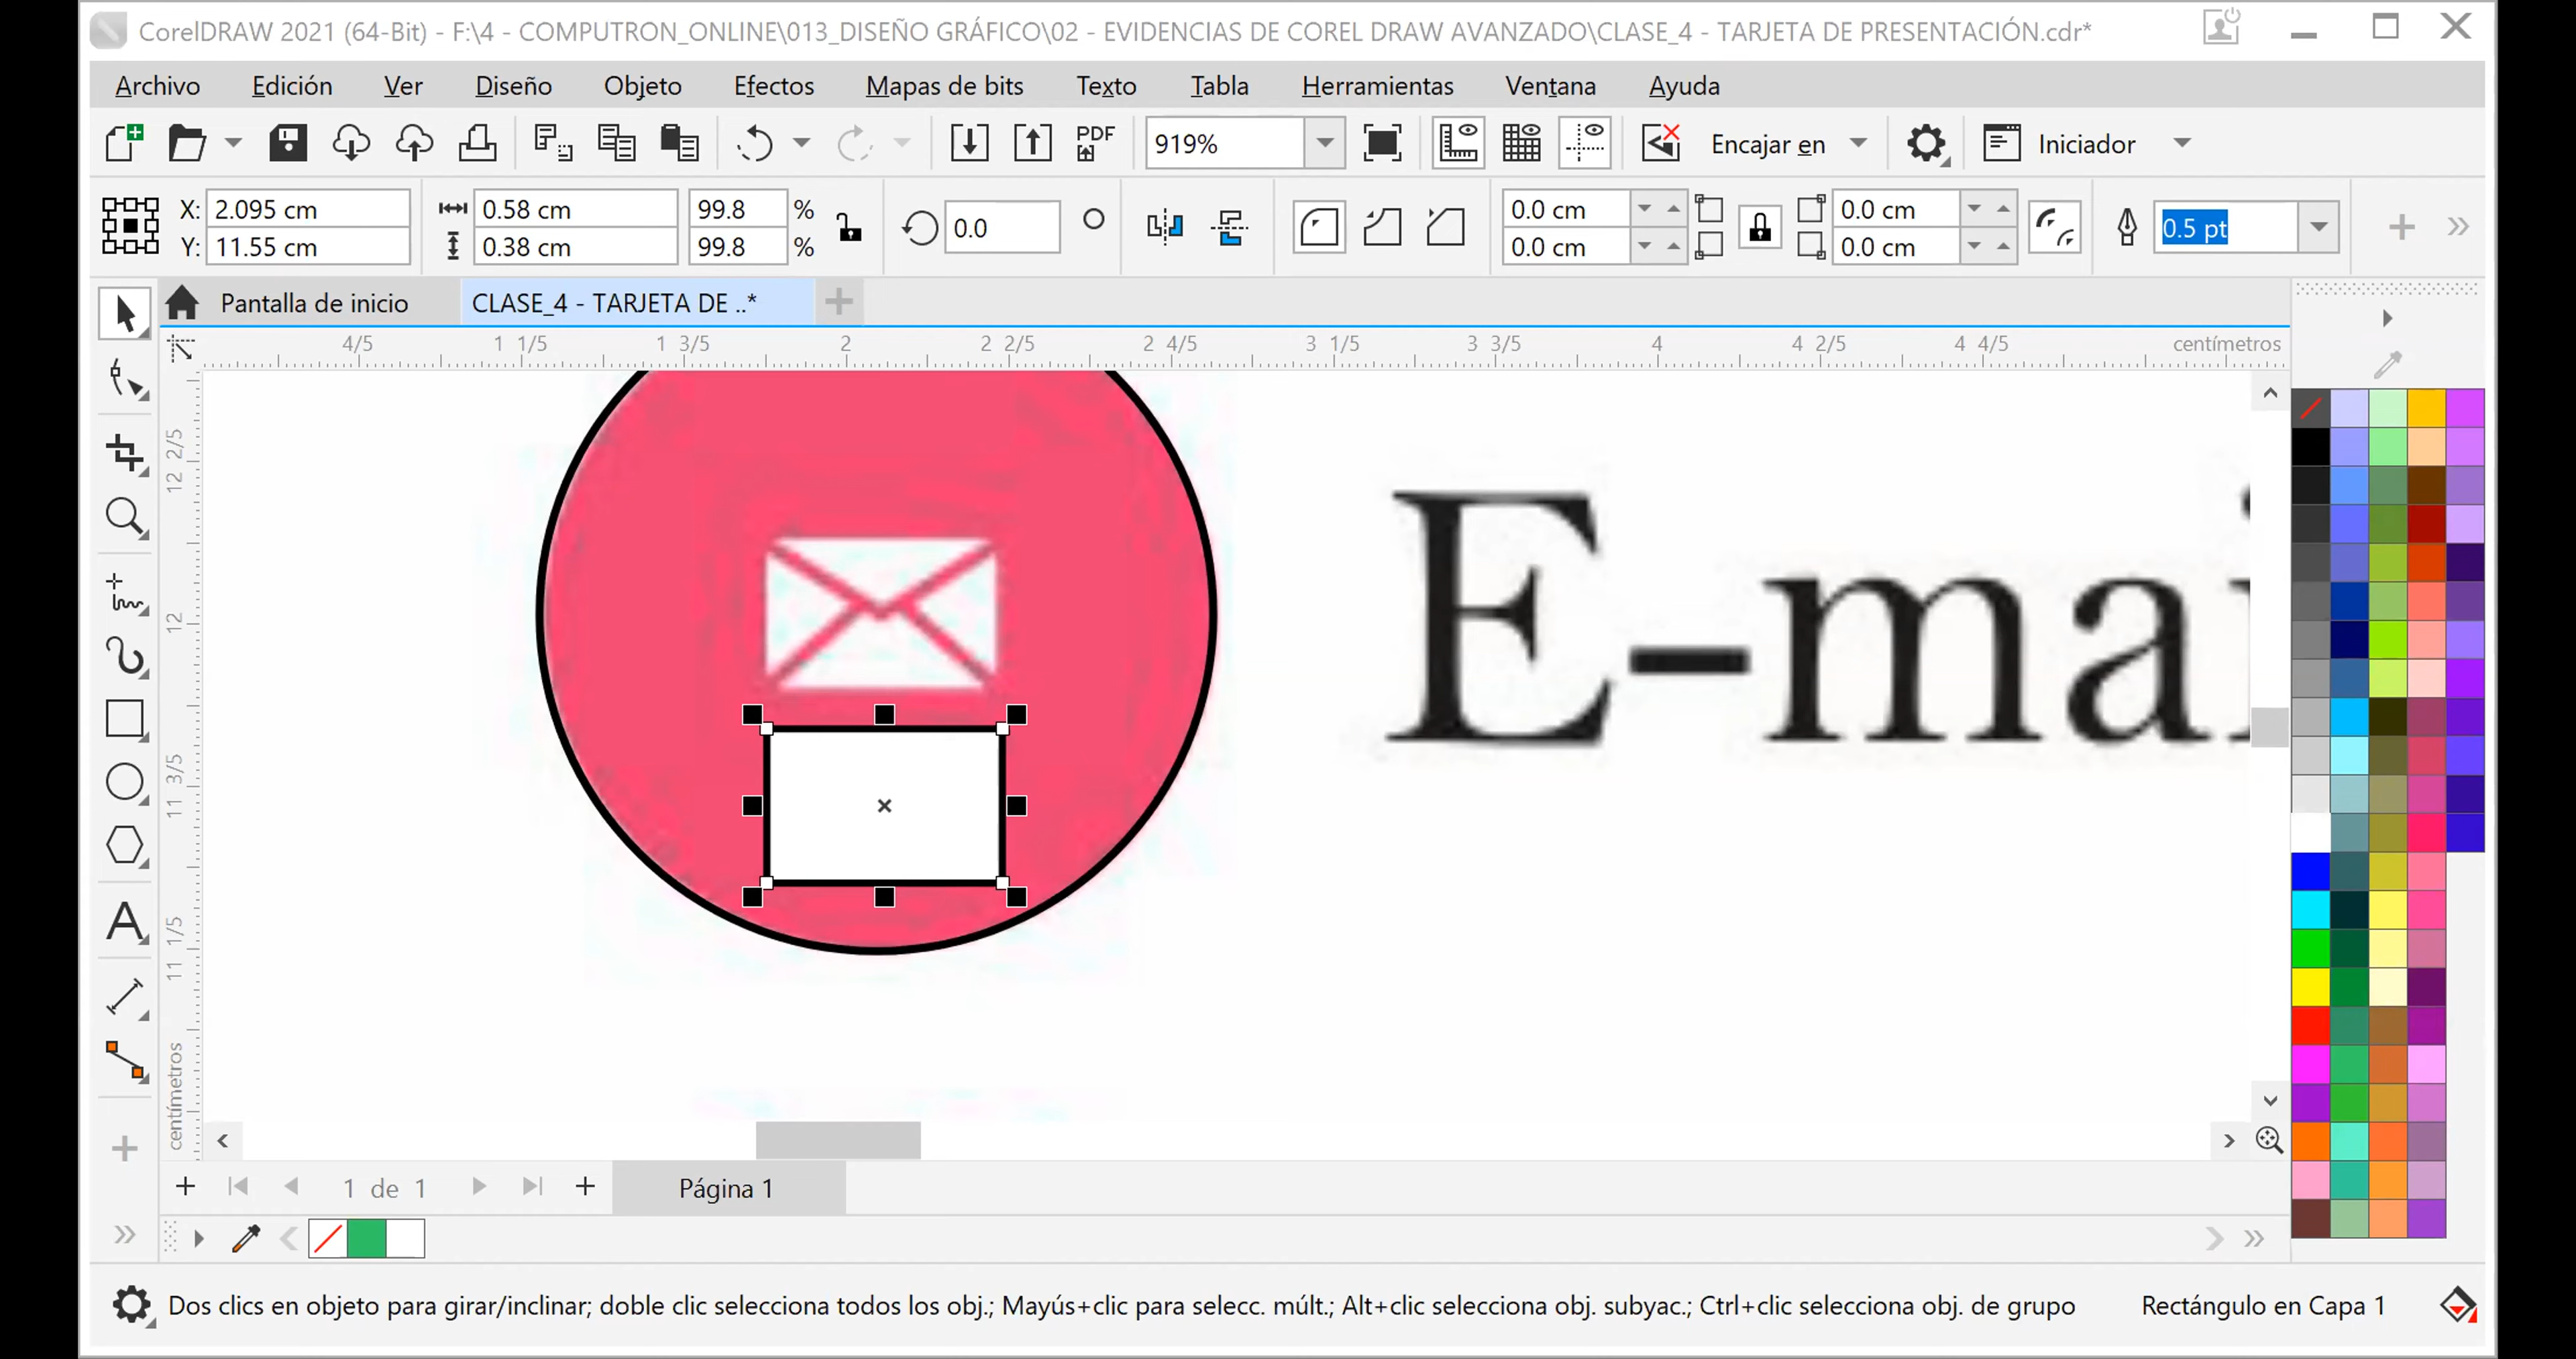 CorelDRAW 2021 (64-Bit) - F:\4 - COMPUTRON_ONLINE\013_DISEÑO GRÁFICO\02 - EVIDENCIAS DE COREL DRAW AVANZADO\CLASE_4 - TARJETA DE PRESENTACIÓN.cdr*
Archivo Edición Ver Diseño Objeto Efectos Mapas de bits Texto Tabla Herramientas Ventana Ayuda
PDF 919% Encajar en Iniciador
X: 2.095 cm 0.58 cm 99.8 % 0.0 cm 0.0 cm
0.0 0.5 pt
Y: 11.55 cm 0.38 cm 99.8 % 0.0 cm 0.0 cm
Pantalla de inicio CLASE_4 - TARJETA DE ..*
4/5 1 1/5 1 3/5 2 2 2/5 2 4/5 3 1/5 3 3/5 4 4 2/5 4 4/5 centímetros
12 2/5
12
11 3/5
11 1/5
centímetros
E-mai
1 de 1 Página 1
Dos clics en objeto para girar/inclinar; doble clic selecciona todos los obj.; Mayús+clic para selecc. múlt.; Alt+clic selecciona obj. subyac.; Ctrl+clic selecciona obj. de grupo Rectángulo en Capa 1